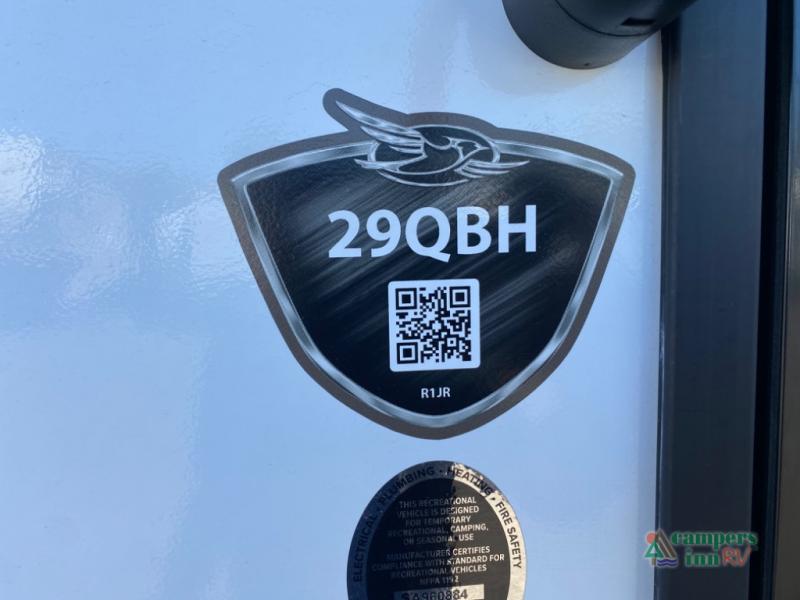 29QBH
R1JR
ELECTRICAL • PLUMBING • HEATING • FIRE SAFETY
THIS RECREATIONAL
VEHICLE IS DESIGNED
FOR TEMPORARY
RECREATIONAL, CAMPING,
OR SEASONAL USE
MANUFACTURER CERTIFIES
COMPLIANCE WITH STANDARD FOR
RECREATIONAL VEHICLES
NFPA 1192
campers
inn RV